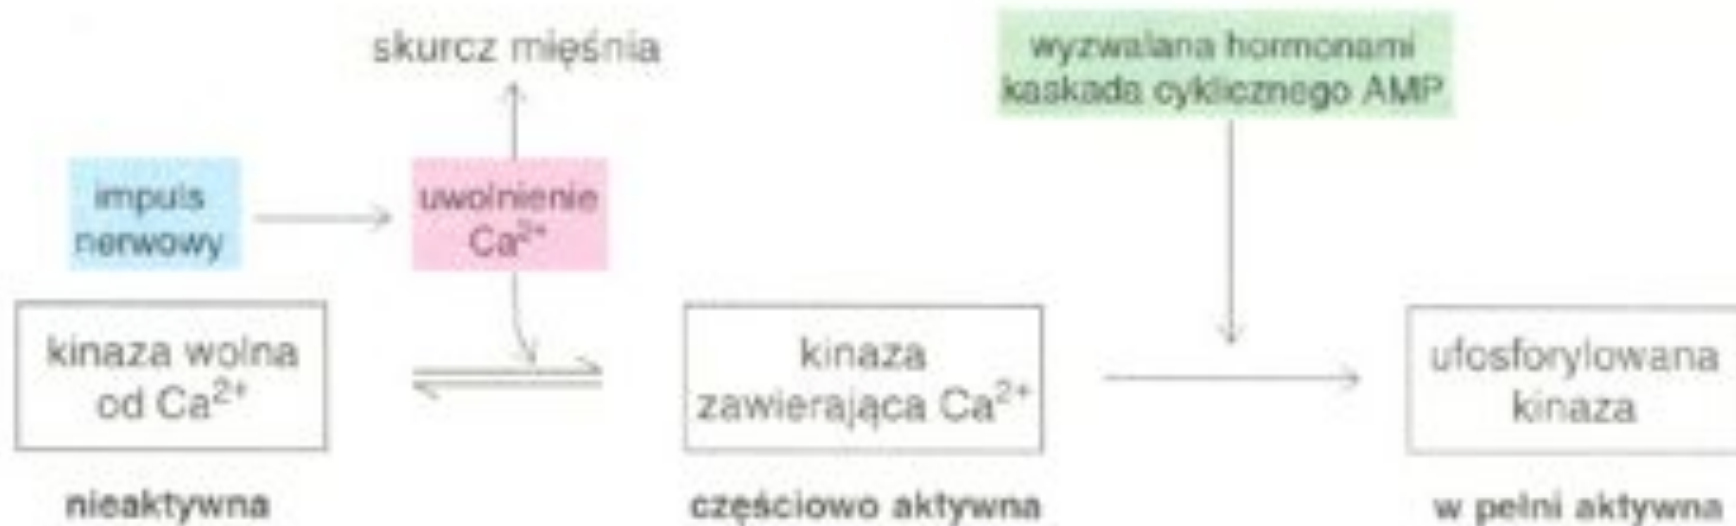 skurcz mięśnia
wyzwalana hormonami
kaskada cyklicznego AMP
impuls
nerwowy
uwolnienie
Ca²⁺
kinaza wolna
od Ca²⁺
kinaza
zawierająca Ca²⁺
ufosforylowana
kinaza
nieaktywna
częściowo aktywna
w pełni aktywna